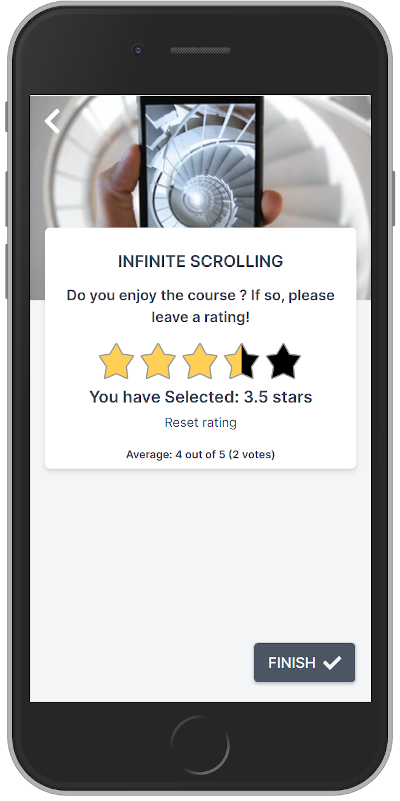 INFINITE SCROLLING
Do you enjoy the course ? If so, please
leave a rating!
You have Selected: 3.5 stars
Reset rating
Average: 4 out of 5 (2 votes)
FINISH